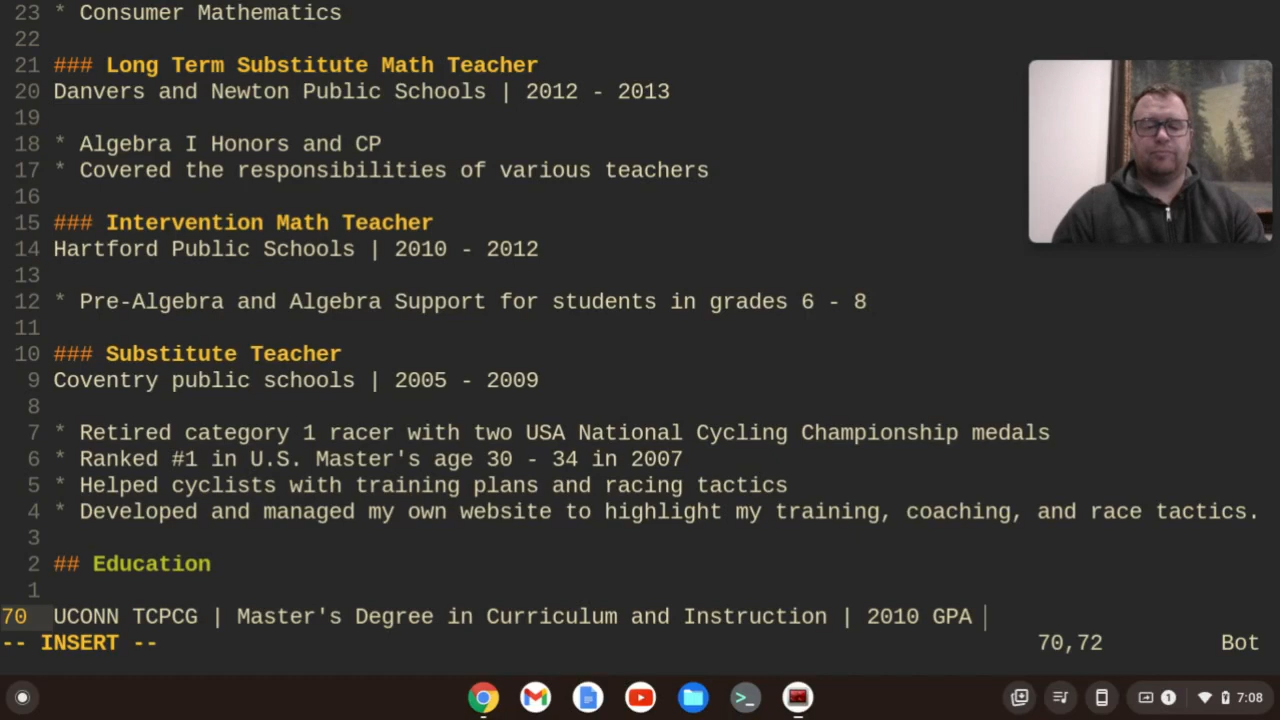 23 * Consumer Mathematics
22
21 ### Long Term Substitute Math Teacher
20 Danvers and Newton Public Schools | 2012 - 2013
19
18 * Algebra I Honors and CP
17 * Covered the responsibilities of various teachers
16
15 ### Intervention Math Teacher
14 Hartford Public Schools | 2010 - 2012
13
12 * Pre-Algebra and Algebra Support for students in grades 6 - 8
11
10 ### Substitute Teacher
9 Coventry public schools | 2005 - 2009
8
7 * Retired category 1 racer with two USA National Cycling Championship medals
6 * Ranked #1 in U.S. Master's age 30 - 34 in 2007
5 * Helped cyclists with training plans and racing tactics
4 * Developed and managed my own website to highlight my training, coaching, and race tactics.
3
2 ## Education
1
70 UCONN TCPCG | Master's Degree in Curriculum and Instruction | 2010 GPA
-- INSERT -- 70,72 Bot
1 7:08